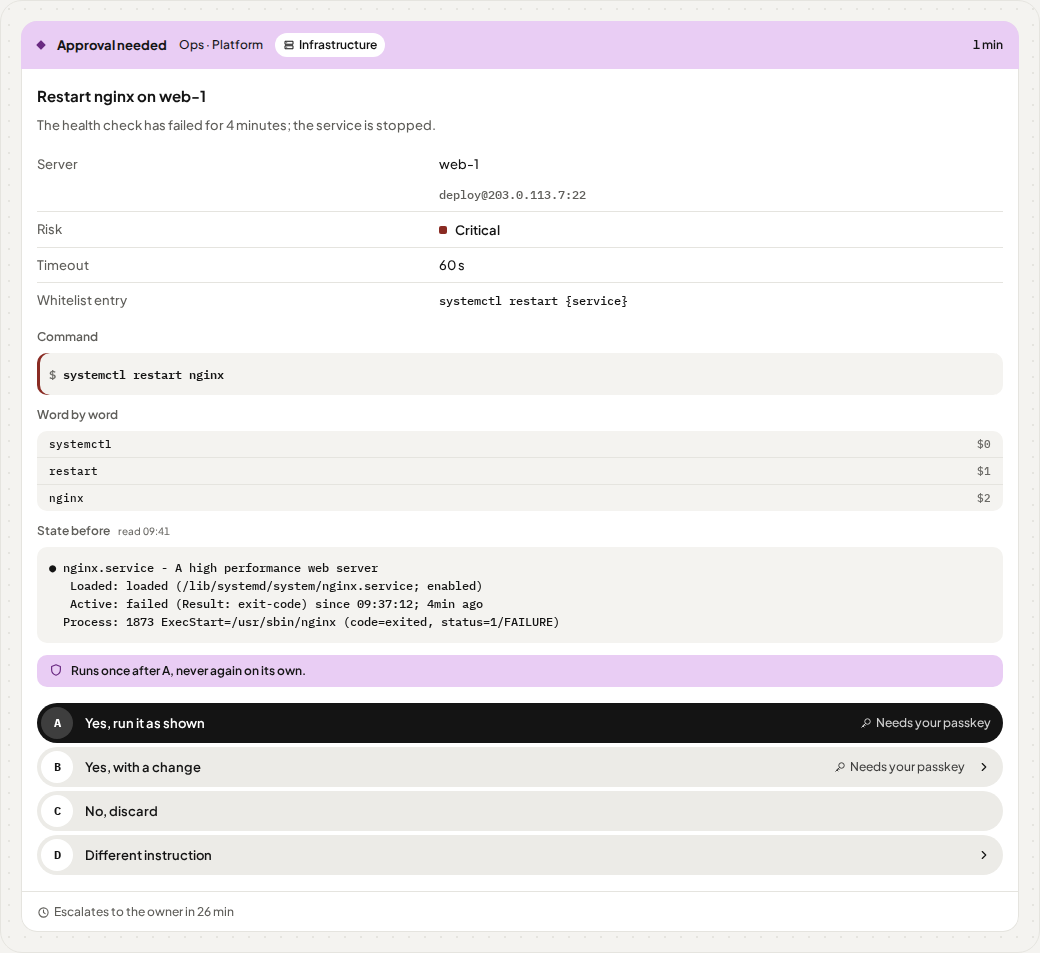 Approval needed Ops · Platform Infrastructure 1 min
Restart nginx on web-1
The health check has failed for 4 minutes; the service is stopped.
Server web-1
deploy@203.0.113.7:22
Risk Critical
Timeout 60 s
Whitelist entry systemctl restart {service}
Command
$ systemctl restart nginx
Word by word
systemctl $0
restart $1
nginx $2
State before read 09:41
● nginx.service - A high performance web server
Loaded: loaded (/lib/systemd/system/nginx.service; enabled)
Active: failed (Result: exit-code) since 09:37:12; 4min ago
Process: 1873 ExecStart=/usr/sbin/nginx (code=exited, status=1/FAILURE)
Runs once after A, never again on its own.
A Yes, run it as shown Needs your passkey
B Yes, with a change Needs your passkey
C No, discard
D Different instruction
Escalates to the owner in 26 min